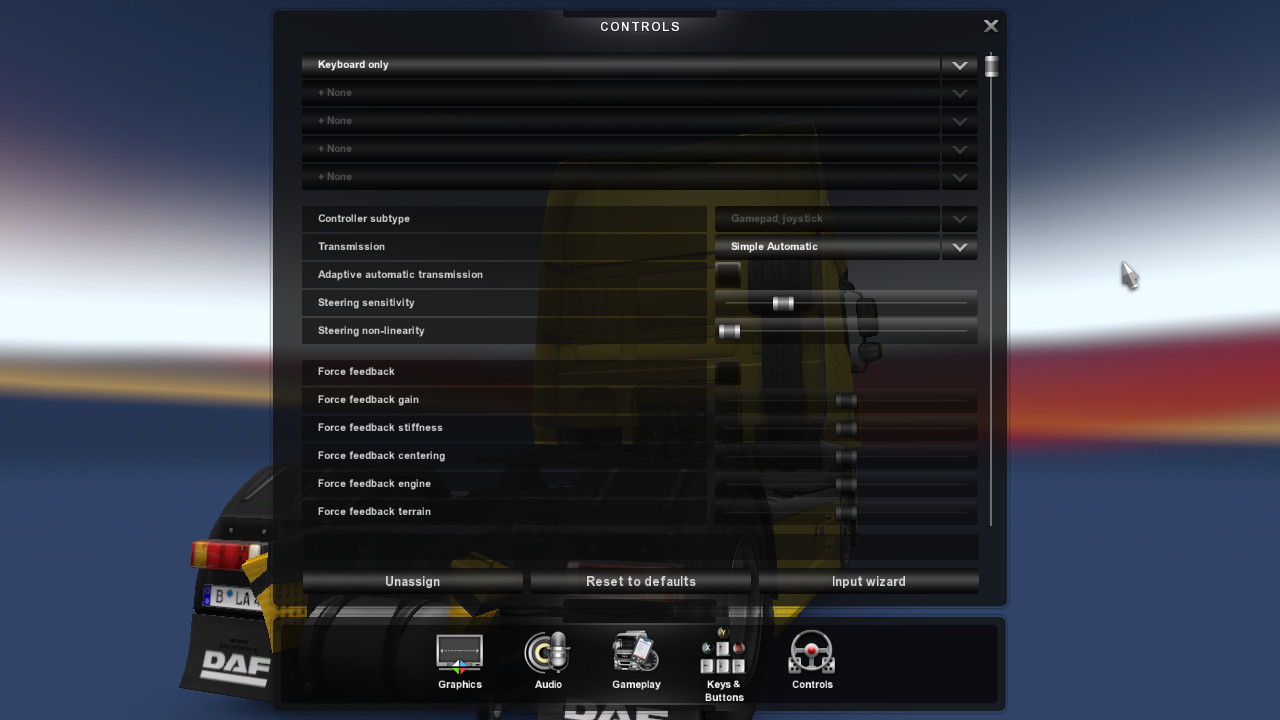 CONTROLS
Keyboard only
+ None
+ None
+ None
+ None
Controller subtype
Gamepad, joystick
Transmission
Simple Automatic
Adaptive automatic transmission
Steering sensitivity
Steering non-linearity
Force feedback
Force feedback gain
Force feedback stiffness
Force feedback centering
Force feedback engine
Force feedback terrain
Unassign
Reset to defaults
Input wizard
B LA
DAF
Graphics
Audio
Gameplay
Keys &
Buttons
Controls
DAF